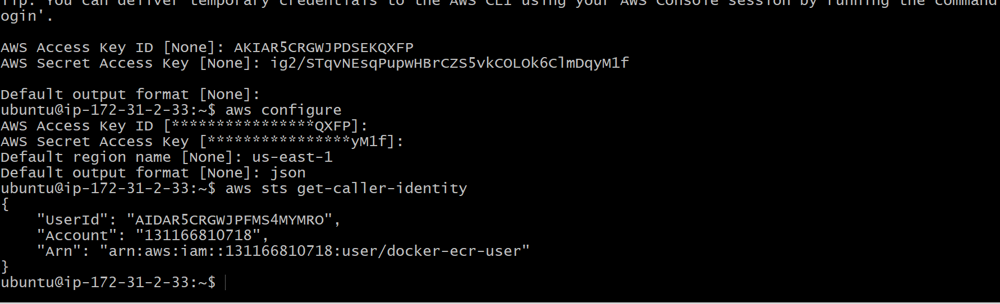 Tip: You can deliver temporary credentials to the AWS CLI using your AWS Console session by running the command
ogin'.
AWS Access Key ID [None]: AKIAR5CRGWJPDSEKQXFP
AWS Secret Access Key [None]: ig2/STqvNEsqPupwHBrCZS5vkCOLOk6ClmDqyM1f
Default output format [None]:
ubuntu@ip-172-31-2-33:~$ aws configure
AWS Access Key ID [****************QXFP]:
AWS Secret Access Key [****************yM1f]:
Default region name [None]: us-east-1
Default output format [None]: json
ubuntu@ip-172-31-2-33:~$ aws sts get-caller-identity
{
    "UserId": "AIDAR5CRGWJPFMS4MYMRO",
    "Account": "131166810718",
    "Arn": "arn:aws:iam::131166810718:user/docker-ecr-user"
}
ubuntu@ip-172-31-2-33:~$